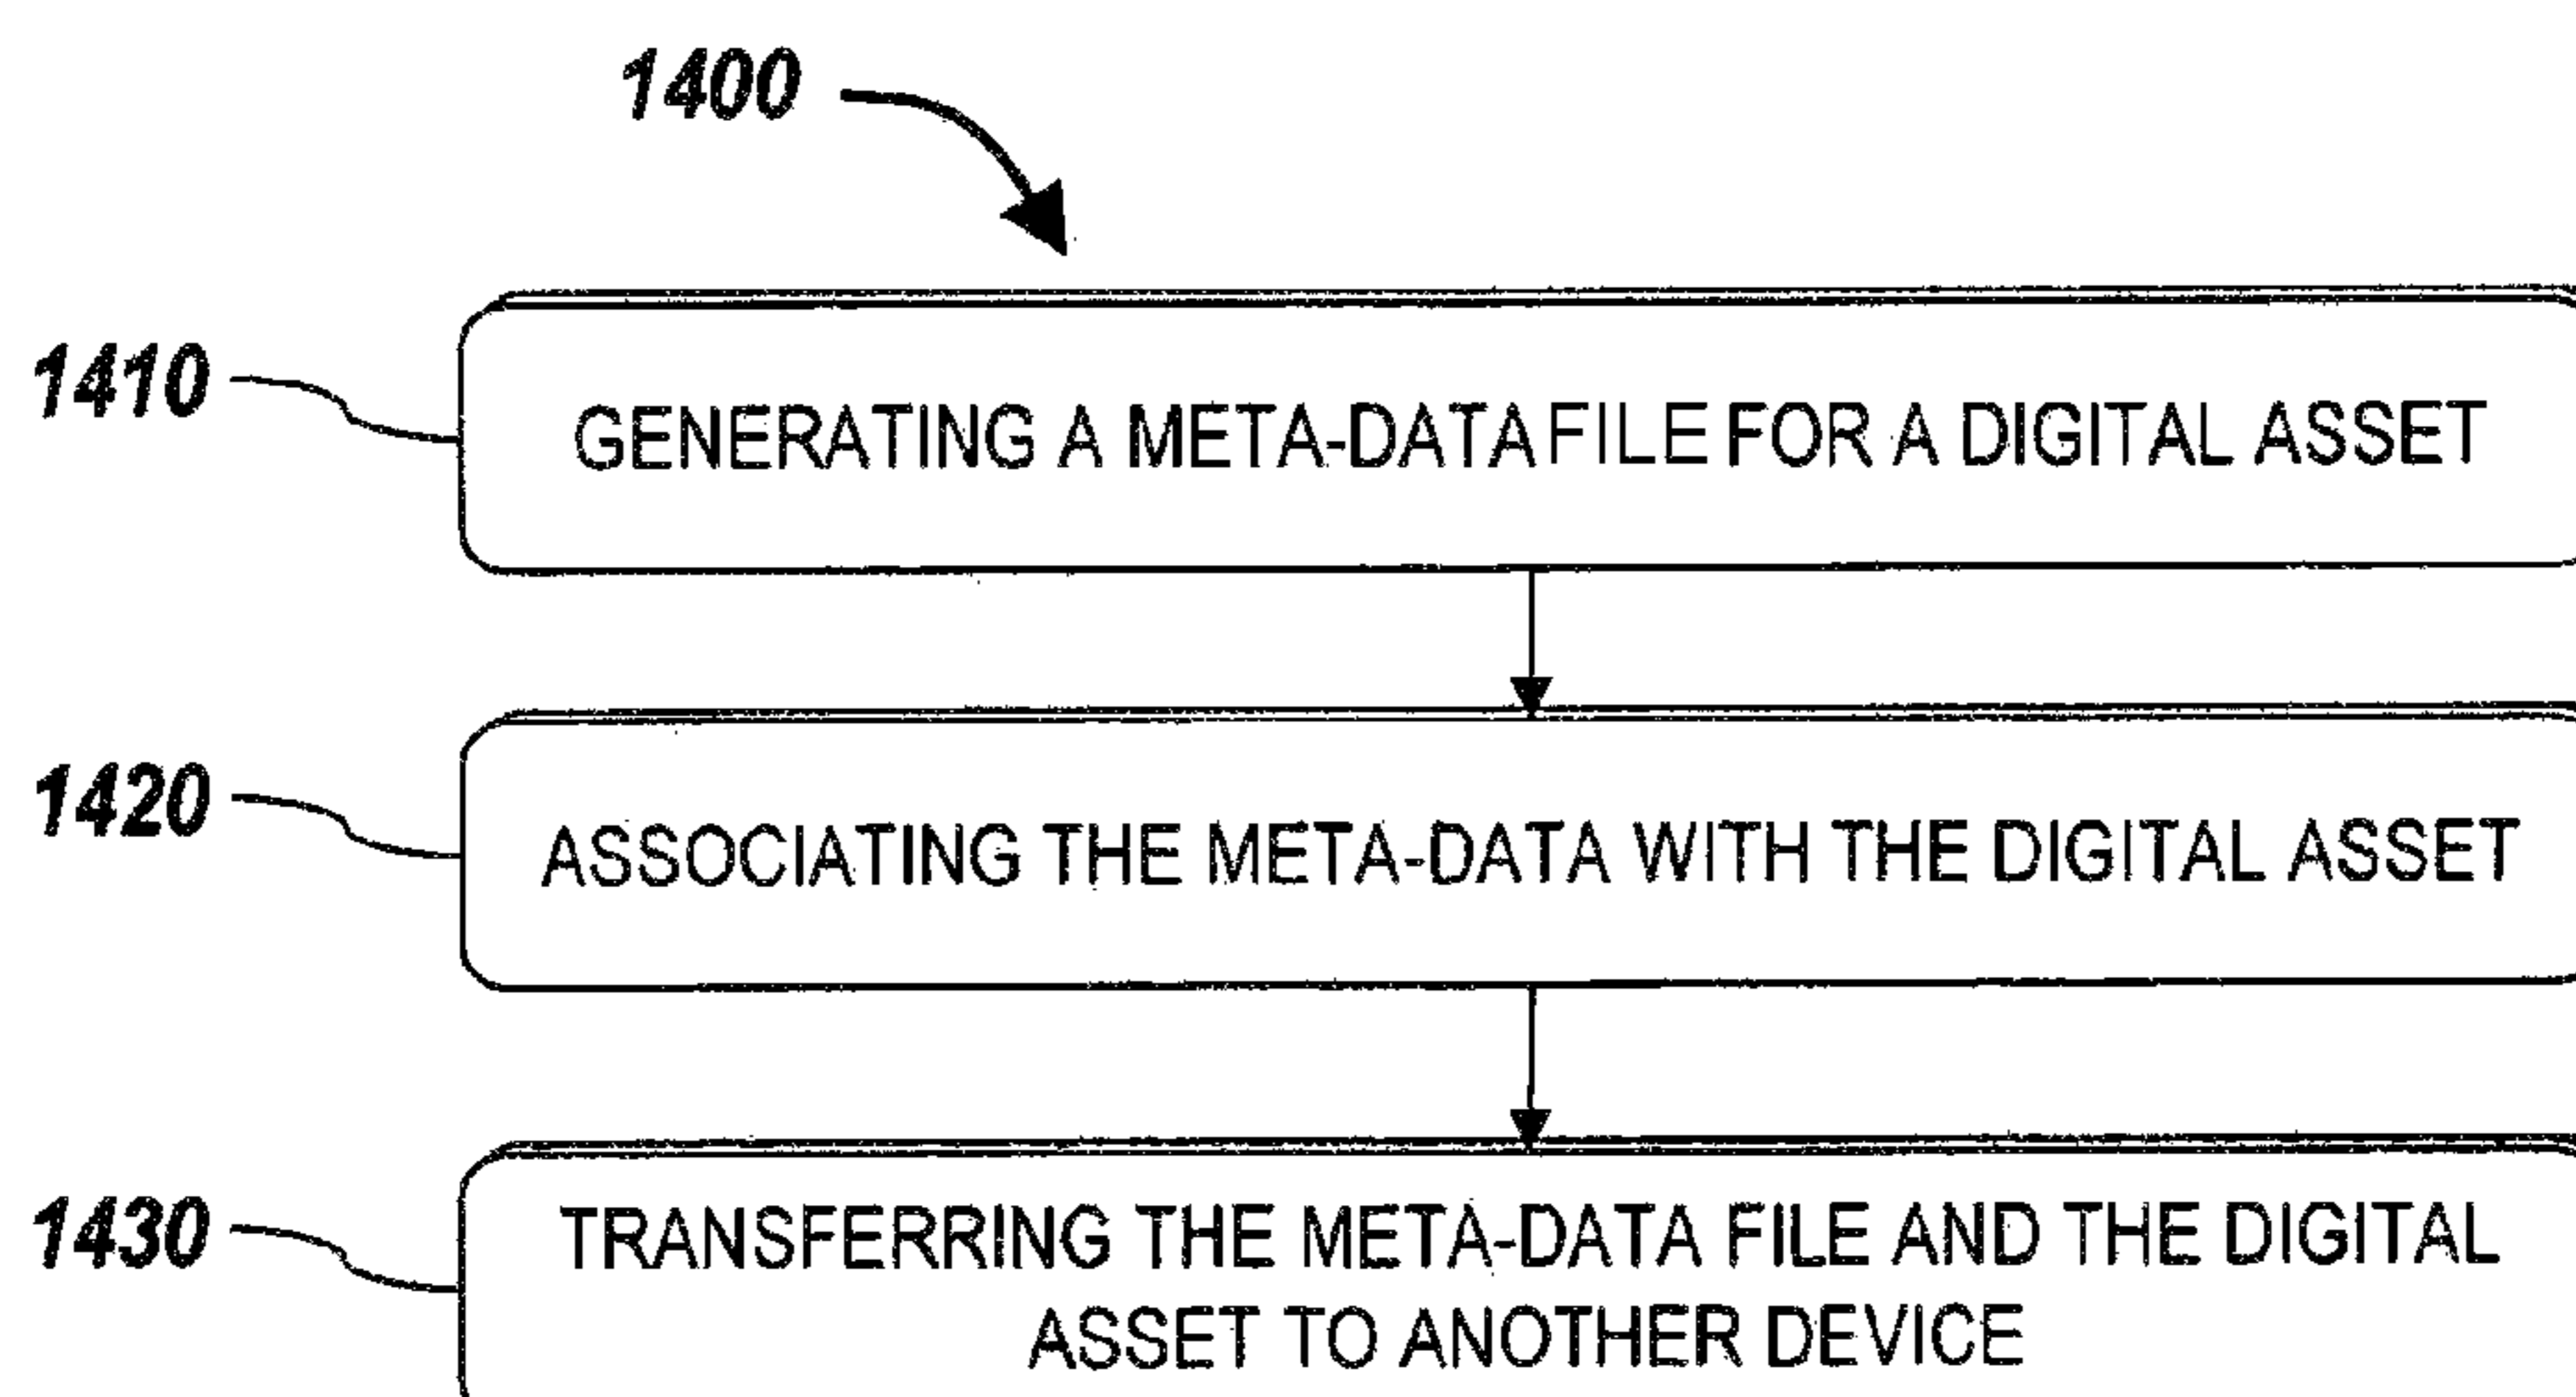 1400
1410
GENERATING A META-DATA FILE FOR A DIGITAL ASSET
1420
ASSOCIATING THE META-DATA WITH THE DIGITAL ASSET
1430
TRANSFERRING THE META-DATA FILE AND THE DIGITAL
ASSET TO ANOTHER DEVICE